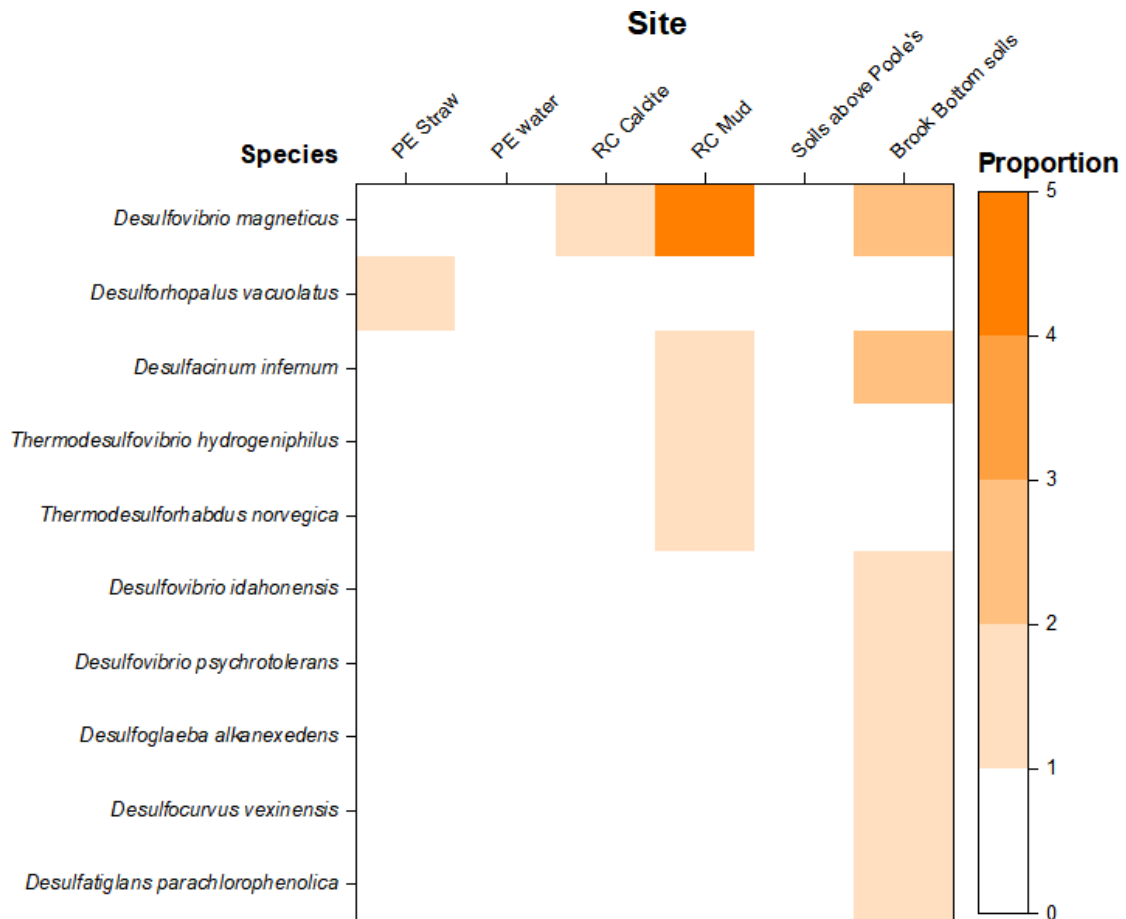 Site
PE Straw
PE water
RC Calcite
RC Mud
Soils above Poole's
Brook Bottom soils
Species
Proportion
Desulfovibrio magneticus
Desulforhopalus vacuolatus
Desulfacinum infernum
Thermodesulfovibrio hydrogeniphilus
Thermodesulforhabdus norvegica
Desulfovibrio idahonensis
Desulfovibrio psychrotolerans
Desulfoglaeba alkanexedens
Desulfocurvus vexinensis
Desulfatiglans parachlorophenolica
5
4
3
2
1
0